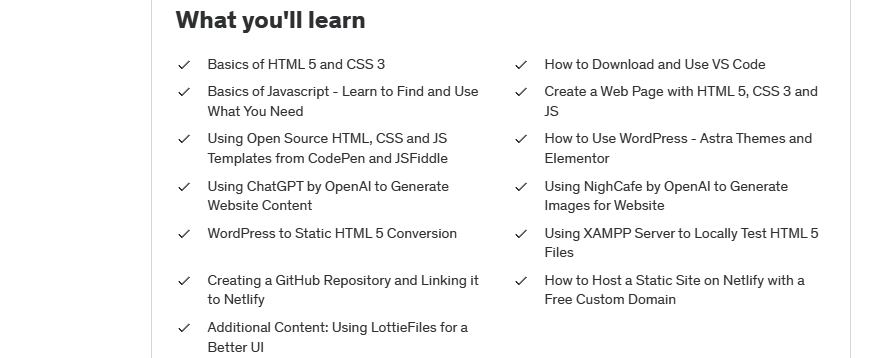 What you'll learn
Basics of HTML 5 and CSS 3
How to Download and Use VS Code
Basics of Javascript - Learn to Find and Use
What You Need
Create a Web Page with HTML 5, CSS 3 and
JS
Using Open Source HTML, CSS and JS
Templates from CodePen and JSFiddle
How to Use WordPress - Astra Themes and
Elementor
Using ChatGPT by OpenAI to Generate
Website Content
Using NighCafe by OpenAI to Generate
Images for Website
WordPress to Static HTML 5 Conversion
Using XAMPP Server to Locally Test HTML 5
Files
Creating a GitHub Repository and Linking it
to Netlify
How to Host a Static Site on Netlify with a
Free Custom Domain
Additional Content: Using LottieFiles for a
Better UI